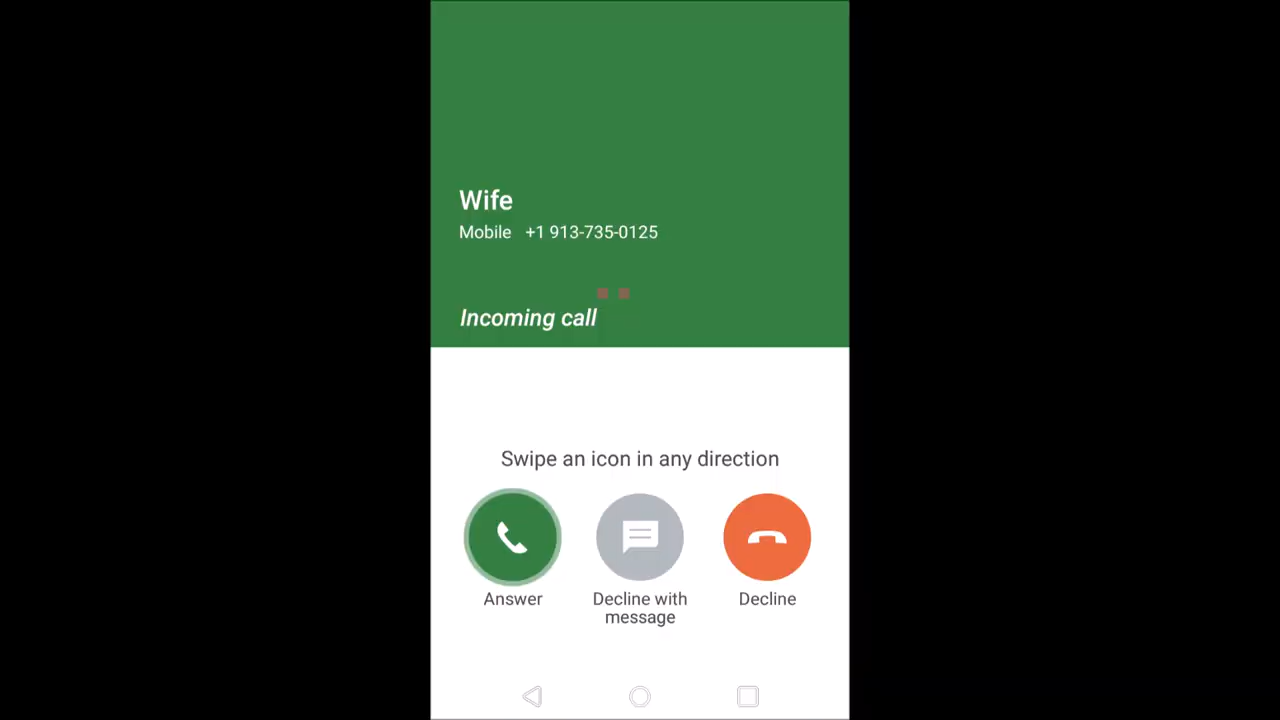 Wife
Mobile +1 913-735-0125
Incoming call
Swipe an icon in any direction
Answer
Decline with
message
Decline